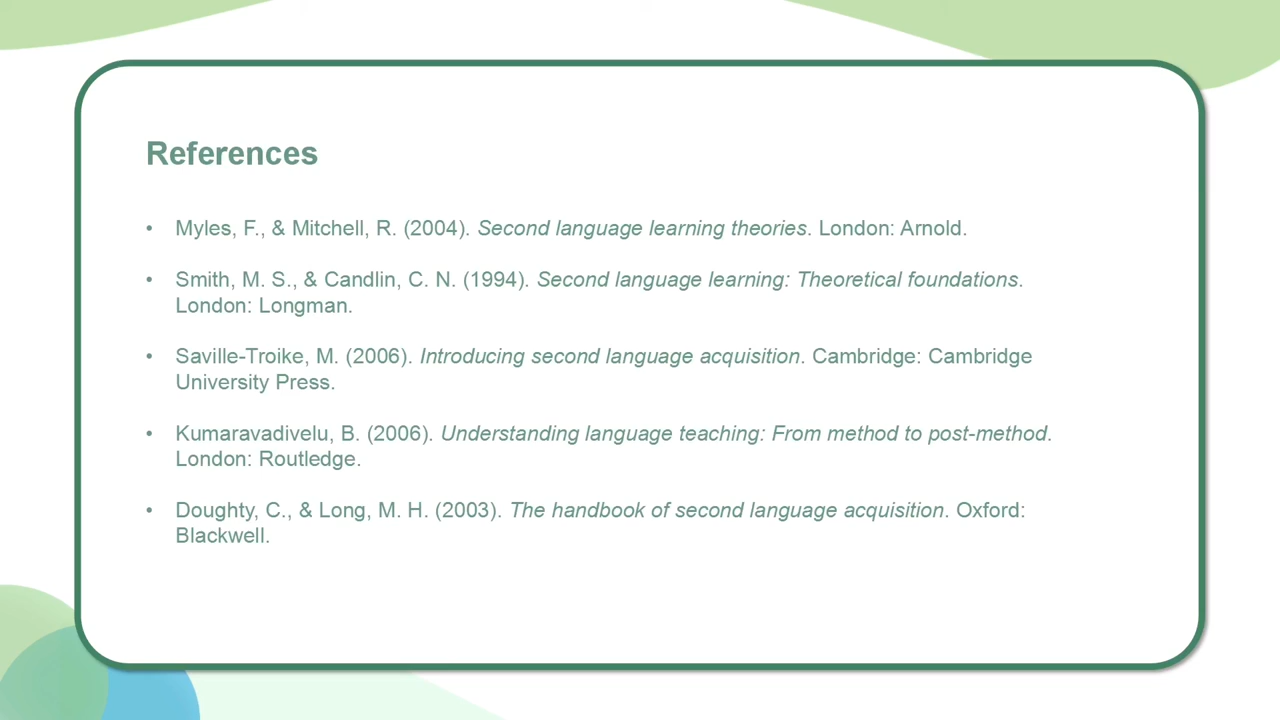 References
• Myles, F., & Mitchell, R. (2004). Second language learning theories. London: Arnold.
• Smith, M. S., & Candlin, C. N. (1994). Second language learning: Theoretical foundations.
London: Longman.
• Saville-Troike, M. (2006). Introducing second language acquisition. Cambridge: Cambridge
University Press.
• Kumaravadivelu, B. (2006). Understanding language teaching: From method to post-method.
London: Routledge.
• Doughty, C., & Long, M. H. (2003). The handbook of second language acquisition. Oxford:
Blackwell.